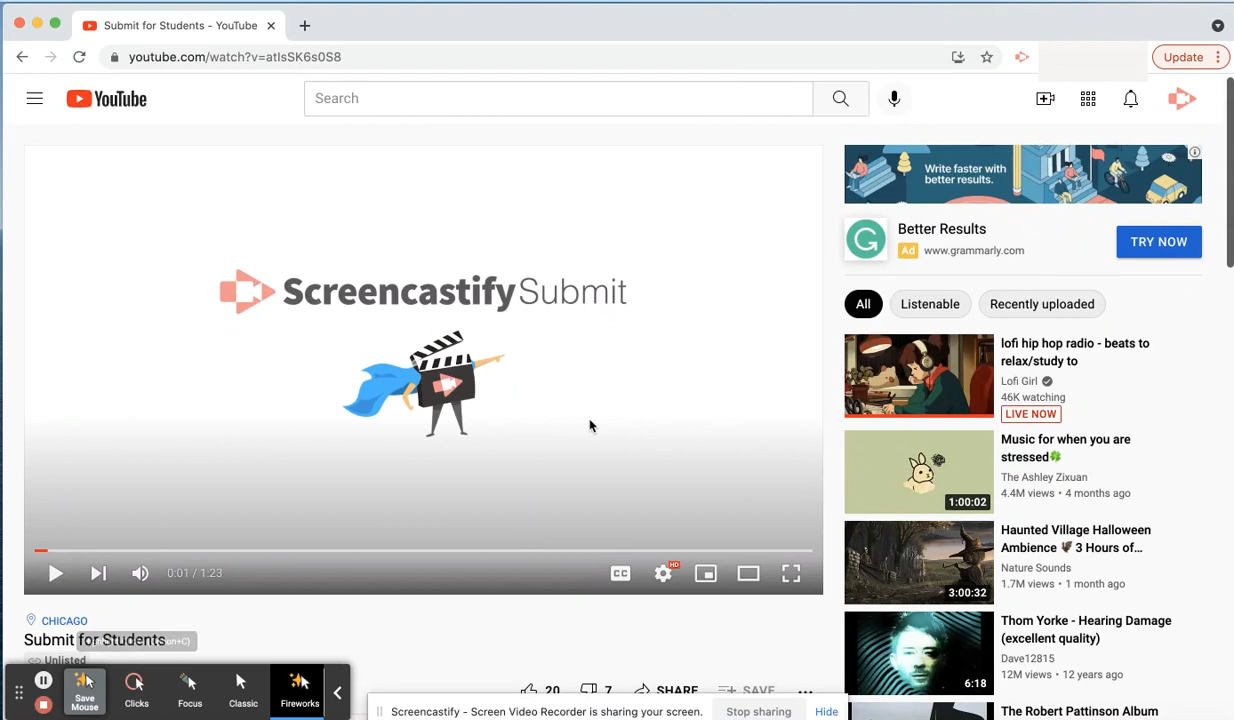 Submit for Students - YouTube
youtube.com/watch?v=atIsSK6s0S8
Update
YouTube
Search
Screencastify Submit
0:01 / 1:23
CC
HD
CHICAGO
Submit for Students
Unlisted
20
7
SHARE
SAVE
Write faster with
better results.
Better Results
Ad www.grammarly.com
TRY NOW
All
Listenable
Recently uploaded
lofi hip hop radio - beats to
relax/study to
Lofi Girl
46K watching
LIVE NOW
Music for when you are
stressed🍀
The Ashley Zixuan
4.4M views • 4 months ago
1:00:02
Haunted Village Halloween
Ambience 🦅 3 Hours of...
Nature Sounds
1.7M views • 1 month ago
3:00:32
Thom Yorke - Hearing Damage
(excellent quality)
Dave12815
12M views • 12 years ago
6:18
The Rorbert Pattinson Album
Save
Mouse
Clicks
Focus
Classic
Fireworks
Screencastify - Screen Video Recorder is sharing your screen.
Stop sharing
Hide